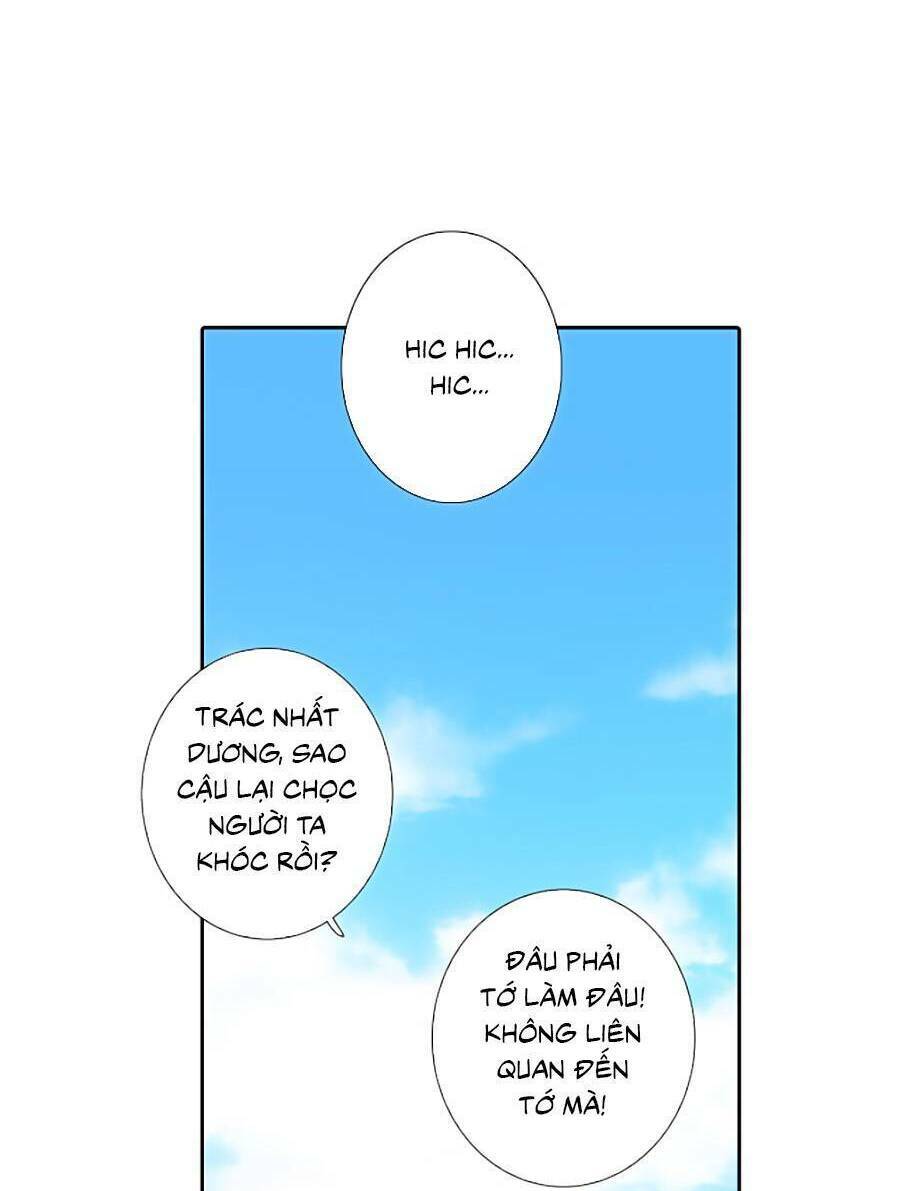 HIC HIC...
HIC...
TRÁC NHẤT
DƯƠNG, SAO
CẬU LẠI CHỌC
NGƯỜI TA
KHÓC RỒI?
ĐÂU PHẢI
TỚ LÀM ĐÂU!
KHÔNG LIÊN
QUAN ĐẾN
TỚ MÀ!